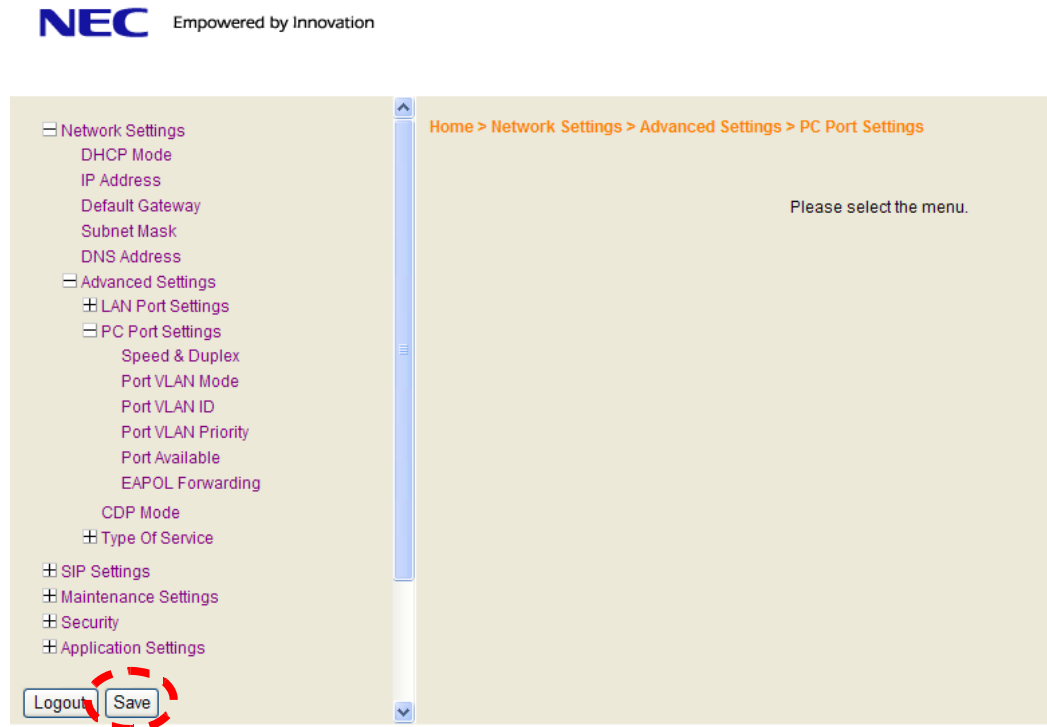 NEC Empowered by Innovation
Network Settings
DHCP Mode
IP Address
Default Gateway
Subnet Mask
DNS Address
Advanced Settings
LAN Port Settings
PC Port Settings
Speed & Duplex
Port VLAN Mode
Port VLAN ID
Port VLAN Priority
Port Available
EAPOL Forwarding
CDP Mode
Type Of Service
SIP Settings
Maintenance Settings
Security
Application Settings
Logout Save
Home > Network Settings > Advanced Settings > PC Port Settings
Please select the menu.